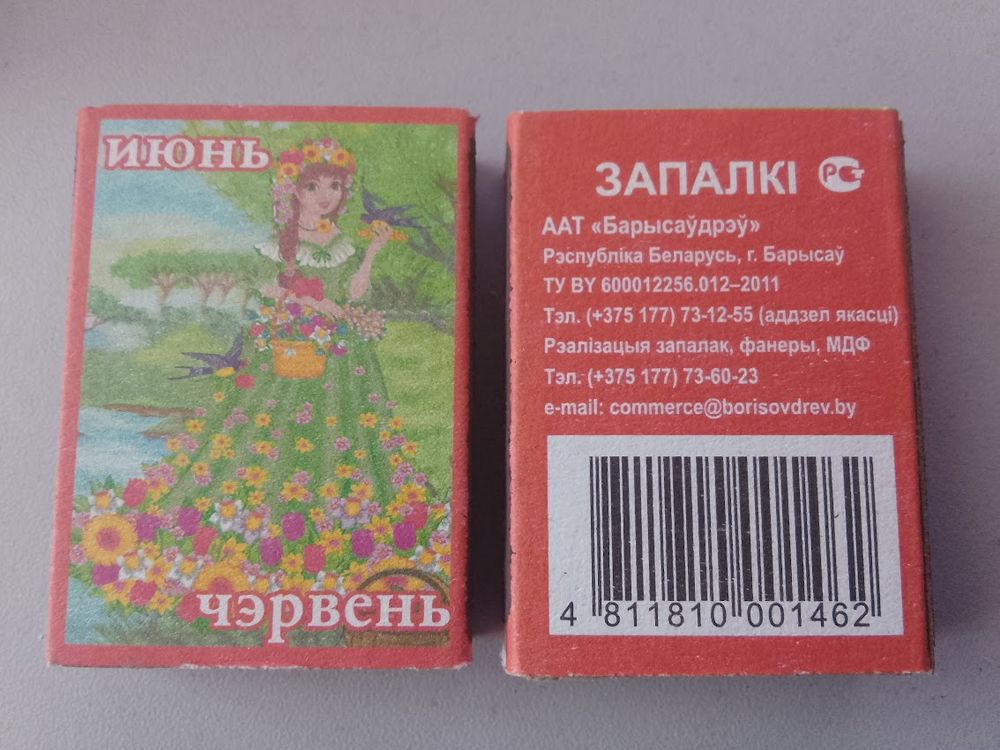 июнь
чэрвень
ЗАПАЛКІ РСТ
ААТ «Барысаўдрэў»
Рэспубліка Беларусь, г. Барысаў
ТУ BY 600012256.012–2011
Тэл. (+375 177) 73-12-55 (аддзел якасці)
Рэалізацыя запалак, фанеры, МДФ
Тэл. (+375 177) 73-60-23
e-mail: commerce@borisovdrev.by
4 811810 001462